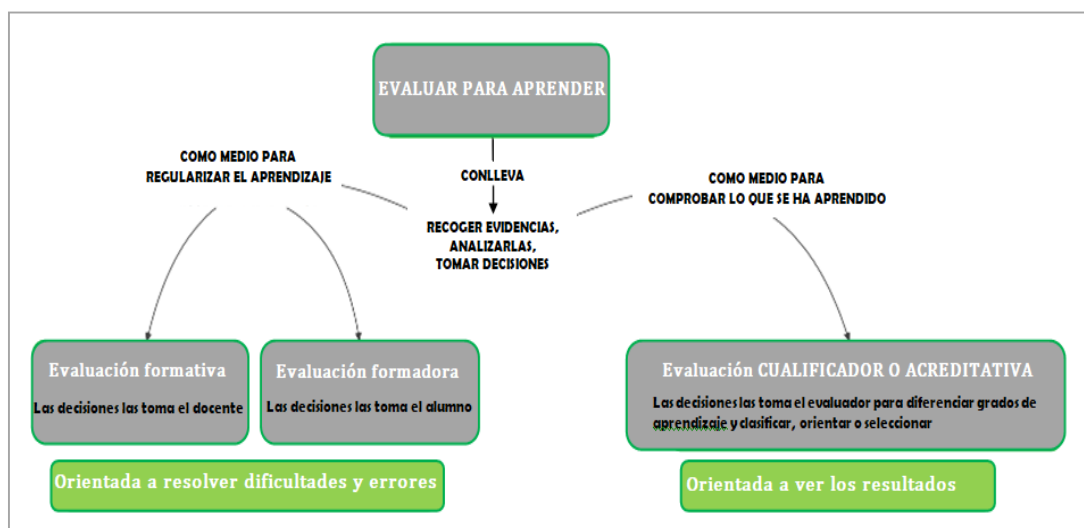 EVALUAR PARA APRENDER
COMO MEDIO PARA
REGULARIZAR EL APRENDIZAJE
CONLLEVA
COMO MEDIO PARA
COMPROBAR LO QUE SE HA APRENDIDO
RECOGER EVIDENCIAS,
ANALIZARLAS,
TOMAR DECISIONES
Evaluación formativa
Las decisiones las toma el docente
Evaluación formadora
Las decisiones las toma el alumno
Evaluación CUALIFICADOR O ACREDITATIVA
Las decisiones las toma el evaluador para diferenciar grados de
aprendizaje y clasificar, orientar o seleccionar
Orientada a resolver dificultades y errores
Orientada a ver los resultados